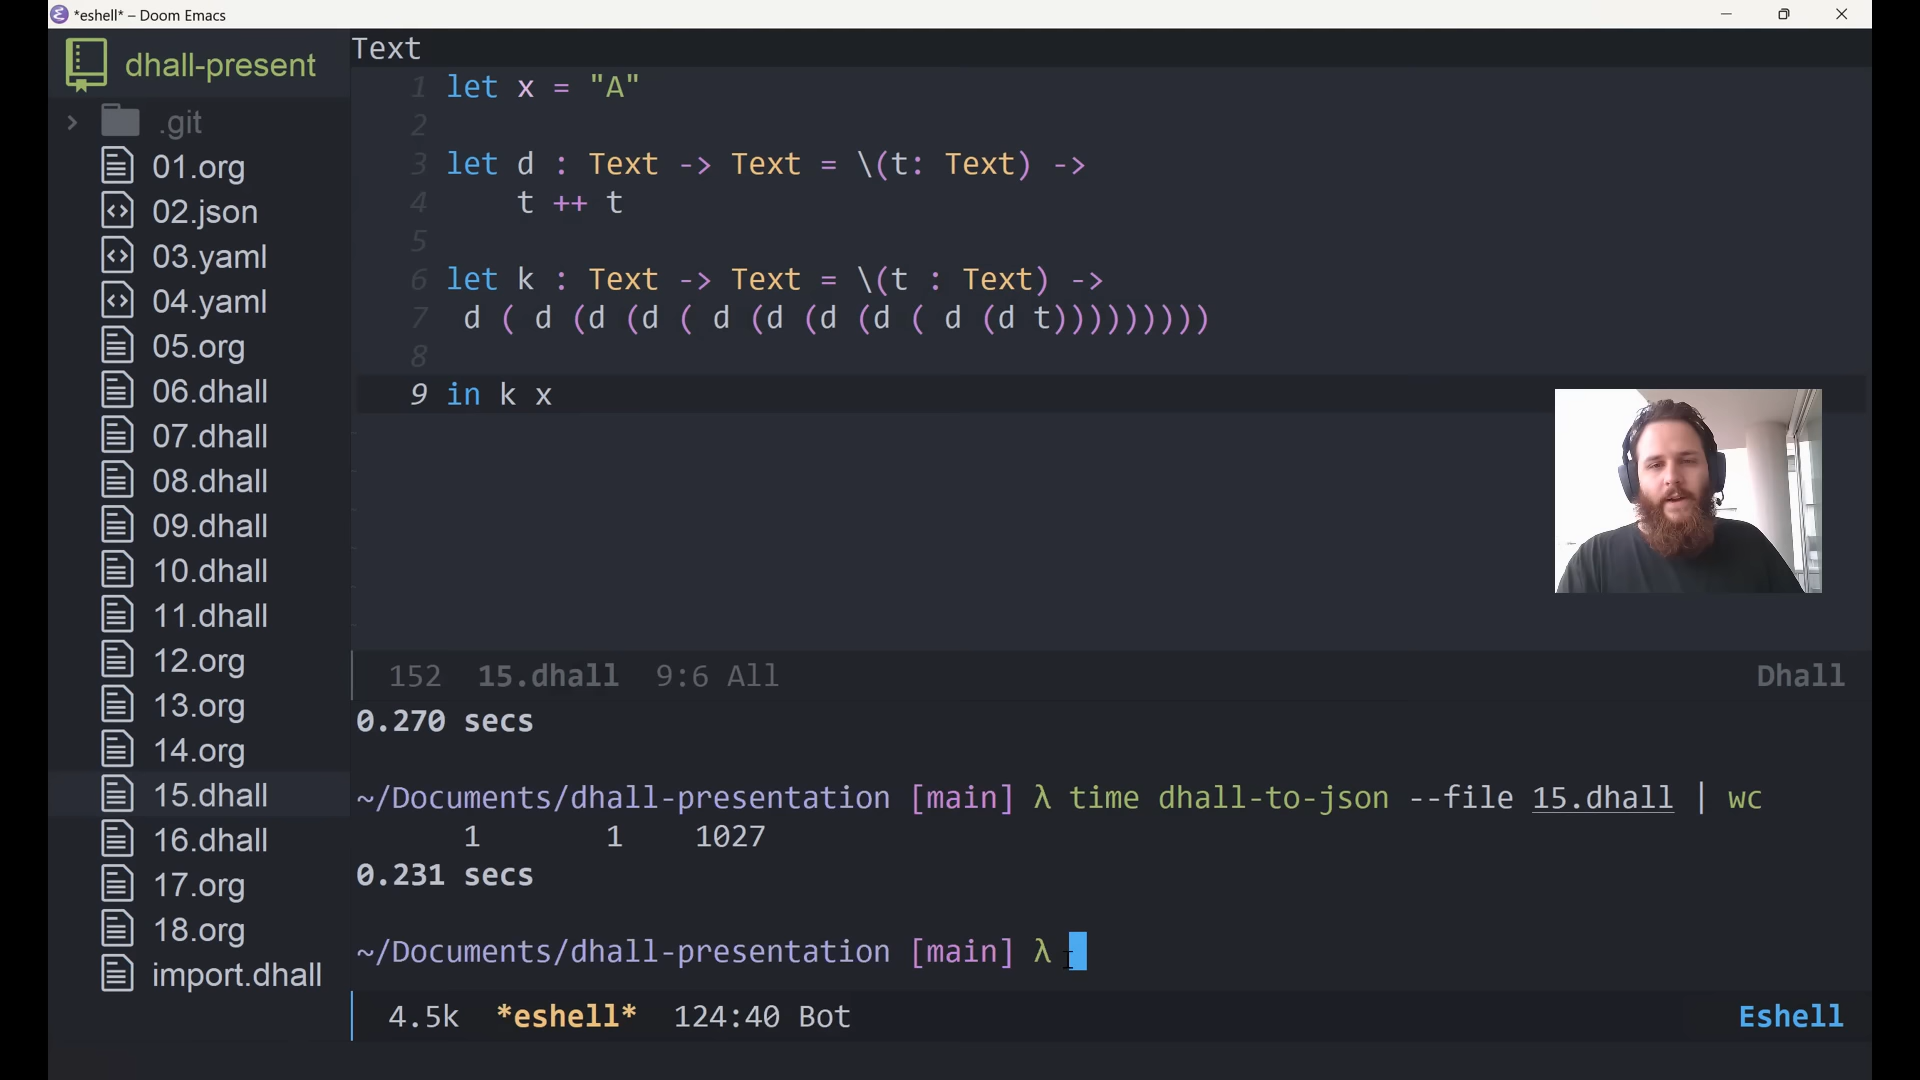 *eshell* – Doom Emacs
dhall-present
.git
01.org
02.json
03.yaml
04.yaml
05.org
06.dhall
07.dhall
08.dhall
09.dhall
10.dhall
11.dhall
12.org
13.org
14.org
15.dhall
16.dhall
17.org
18.org
import.dhall
Text
1 let x = "A"
2
3 let d : Text -> Text = \(t: Text) ->
4 t ++ t
5
6 let k : Text -> Text = \(t : Text) ->
7 d ( d (d (d ( d (d (d (d ( d (d t)))))))))
8
9 in k x
152 15.dhall 9:6 All Dhall
0.270 secs
~/Documents/dhall-presentation [main] λ time dhall-to-json --file 15.dhall | wc
1 1 1027
0.231 secs
~/Documents/dhall-presentation [main] λ
4.5k *eshell* 124:40 Bot Eshell